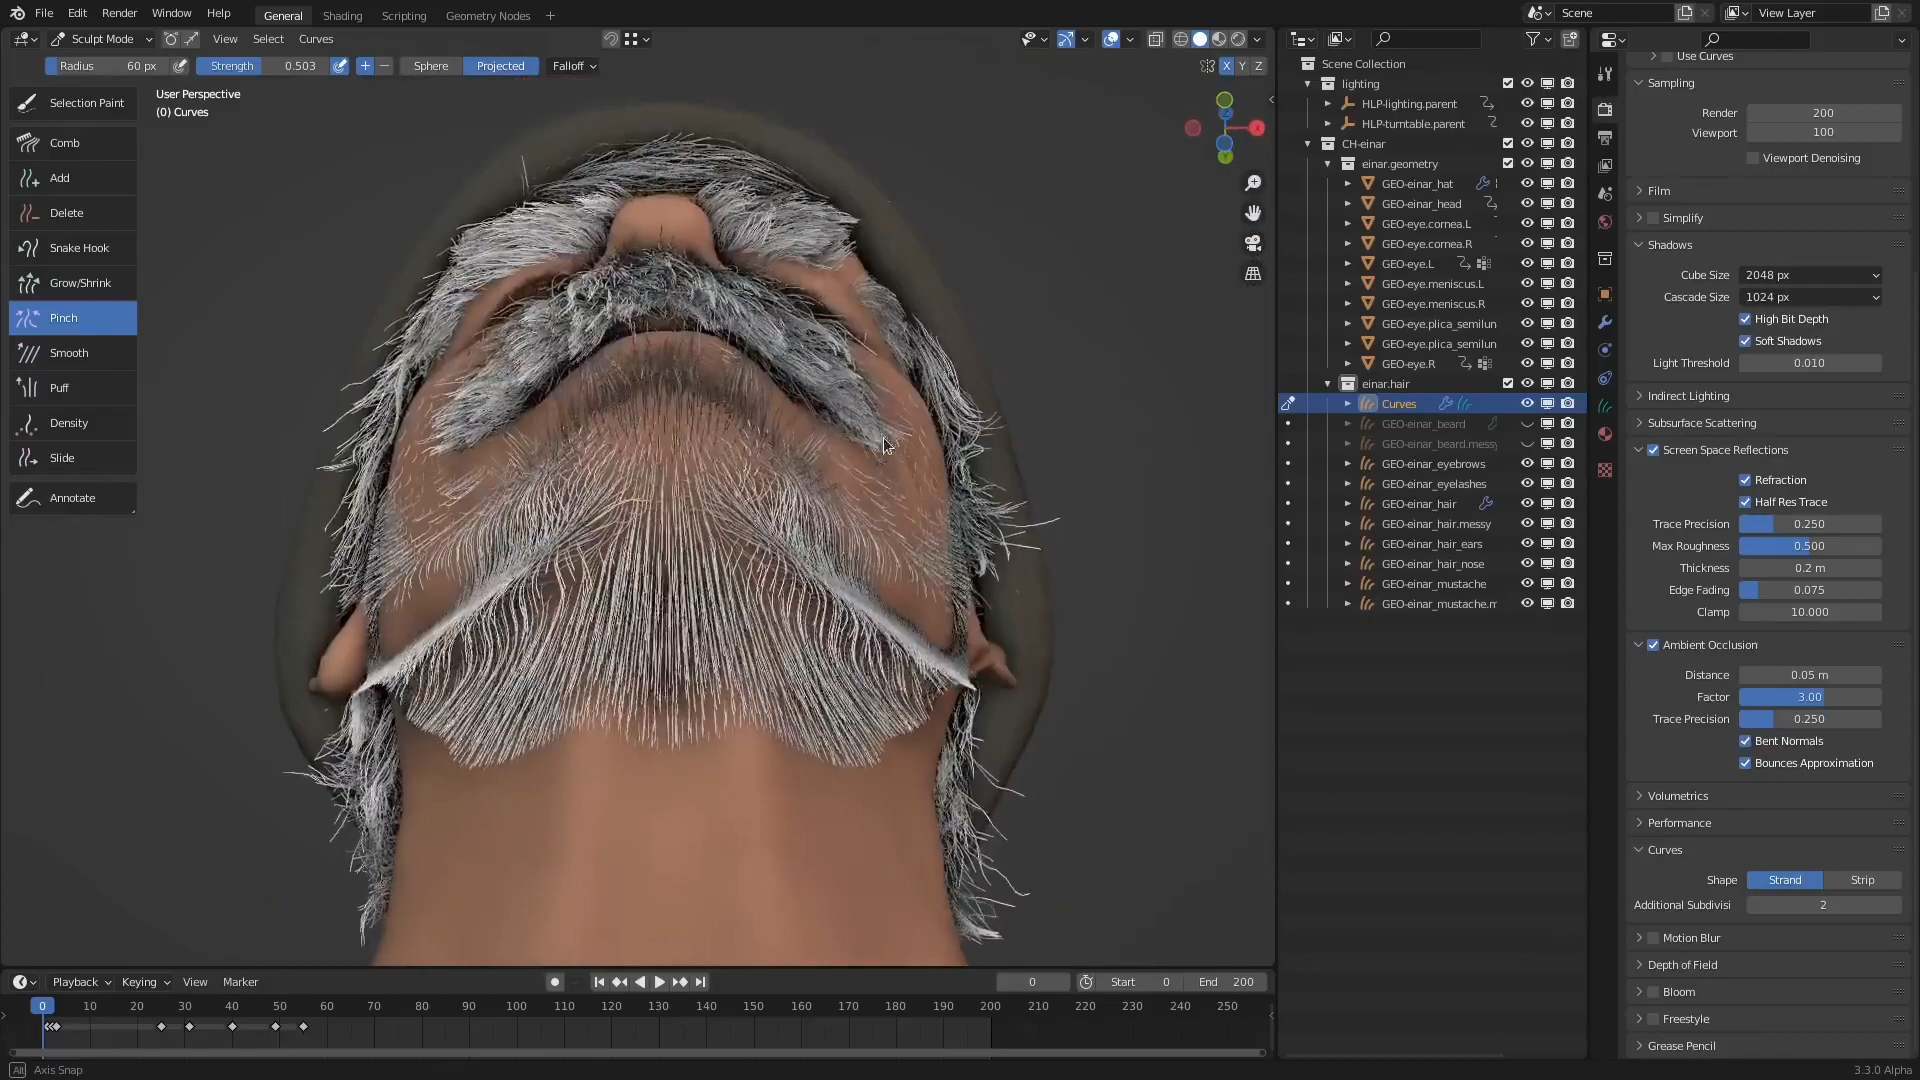 File Edit Render Window Help General Shading Scripting Geometry Nodes + Scene View Layer
Sculpt Mode View Select Curves
Radius 60 px Strength 0.503 + − Sphere Projected Falloff X Y Z
User Perspective
(0) Curves
Selection Paint
Comb
Add
Delete
Snake Hook
Grow/Shrink
Pinch
Smooth
Puff
Density
Slide
Annotate
Z
X
Y
Scene Collection
lighting
HLP-lighting.parent
HLP-turntable.parent
CH-einar
einar.geometry
GEO-einar_hat
GEO-einar_head
GEO-eye.cornea.L
GEO-eye.cornea.R
GEO-eye.L
GEO-eye.meniscus.L
GEO-eye.meniscus.R
GEO-eye.plica_semilun
GEO-eye.plica_semilun
GEO-eye.R
einar.hair
Curves
GEO-einar_beard
GEO-einar_beard.messy
GEO-einar_eyebrows
GEO-einar_eyelashes
GEO-einar_hair
GEO-einar_hair.messy
GEO-einar_hair_ears
GEO-einar_hair_nose
GEO-einar_mustache
GEO-einar_mustache.m
Use Curves
Sampling
Render 200
Viewport 100
Viewport Denoising
Film
Simplify
Shadows
Cube Size 2048 px
Cascade Size 1024 px
High Bit Depth
Soft Shadows
Light Threshold 0.010
Indirect Lighting
Subsurface Scattering
Screen Space Reflections
Refraction
Half Res Trace
Trace Precision 0.250
Max Roughness 0.500
Thickness 0.2 m
Edge Fading 0.075
Clamp 10.000
Ambient Occlusion
Distance 0.05 m
Factor 3.00
Trace Precision 0.250
Bent Normals
Bounces Approximation
Volumetrics
Performance
Curves
Shape Strand Strip
Additional Subdivisi 2
Motion Blur
Depth of Field
Bloom
Freestyle
Grease Pencil
Playback Keying View Marker 0 Start 0 End 200
0 10 20 30 40 50 60 70 80 90 100 110 120 130 140 150 160 170 180 190 200 210 220 230 240 250
Alt Axis Snap 3.3.0 Alpha